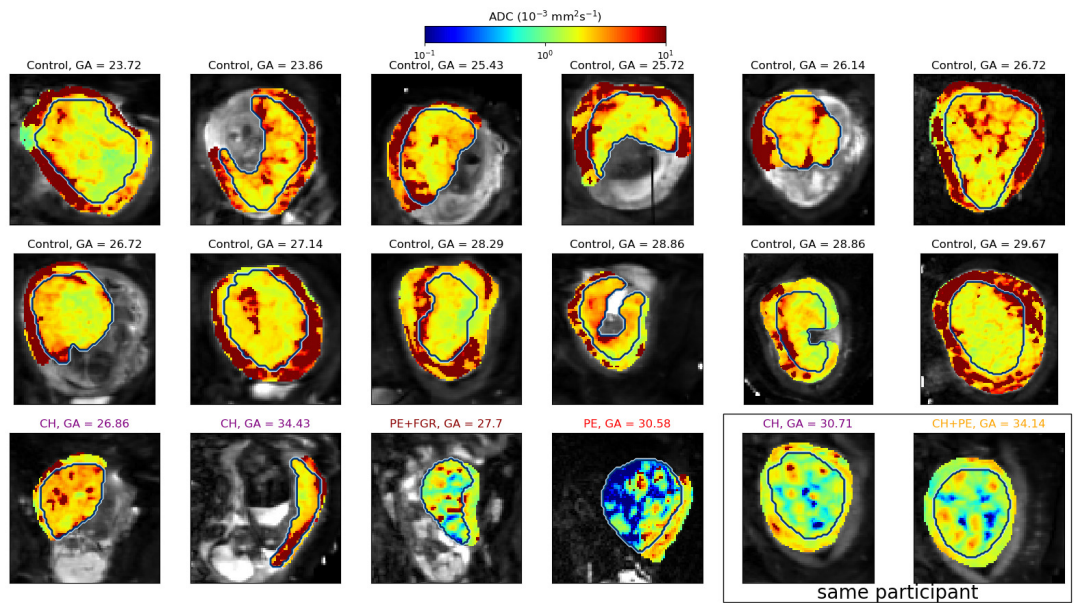 ADC (10⁻³ mm²s⁻¹)
10⁻¹ 10⁰ 10¹
Control, GA = 23.72 Control, GA = 23.86 Control, GA = 25.43 Control, GA = 25.72 Control, GA = 26.14 Control, GA = 26.72
Control, GA = 26.72 Control, GA = 27.14 Control, GA = 28.29 Control, GA = 28.86 Control, GA = 28.86 Control, GA = 29.67
CH, GA = 26.86 CH, GA = 34.43 PE+FGR, GA = 27.7 PE, GA = 30.58 CH, GA = 30.71 CH+PE, GA = 34.14
same participant